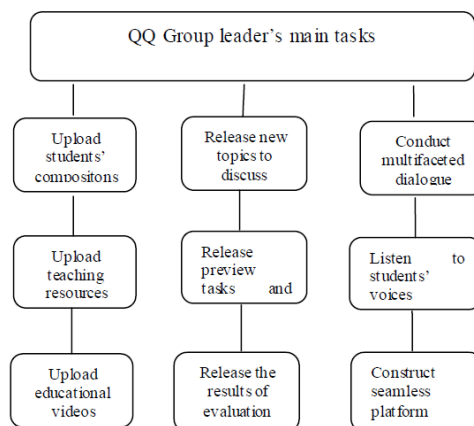 QQ Group leader's main tasks
Upload
students'
compositons
Release new
topics to
discuss
Conduct
multifaceted
dialogue
Upload
teaching
resources
Release
preview
tasks and
Listen to
students'
voices
Upload
educational
videos
Release the
results of
evaluation
Construct
seamless
platform